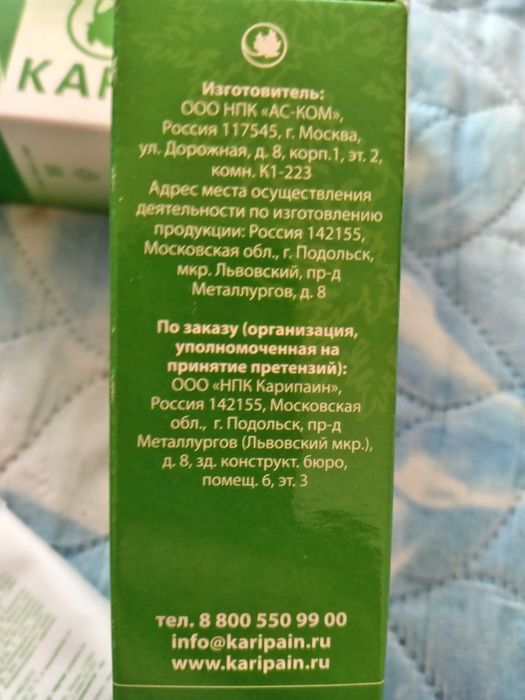 KAR
Изготовитель:
ООО НПК «АС-КОМ»,
Россия 117545, г. Москва,
ул. Дорожная, д. 8, корп.1, эт. 2,
комн. К1-223
Адрес места осуществления
деятельности по изготовлению
продукции: Россия 142155,
Московская обл., г. Подольск,
мкр. Львовский, пр-д
Металлургов, д. 8
По заказу (организация,
уполномоченная на
принятие претензий):
ООО «НПК Карипаин»,
Россия 142155, Московская
обл., г. Подольск, пр-д
Металлургов (Львовский мкр.),
д. 8, зд. конструкт. бюро,
помещ. 6, эт. 3
тел. 8 800 550 99 00
info@karipain.ru
www.karipain.ru